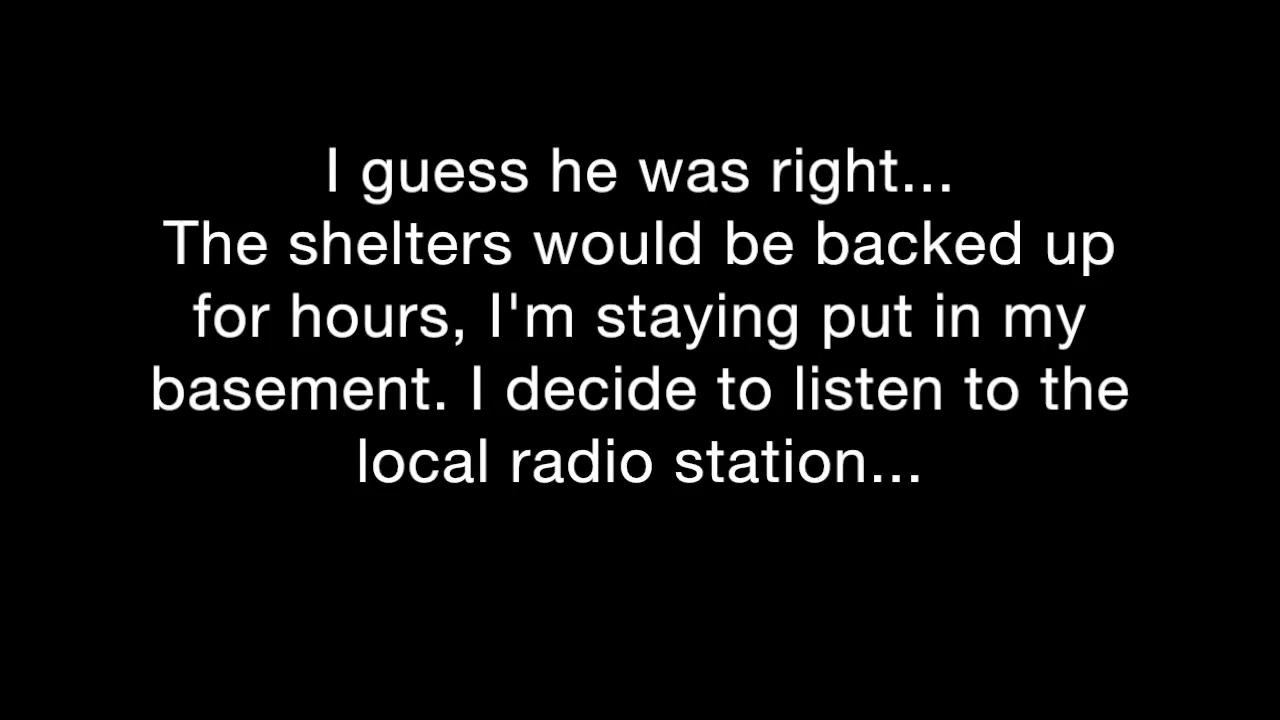 I guess he was right...
The shelters would be backed up
for hours, I'm staying put in my
basement. I decide to listen to the
local radio station...